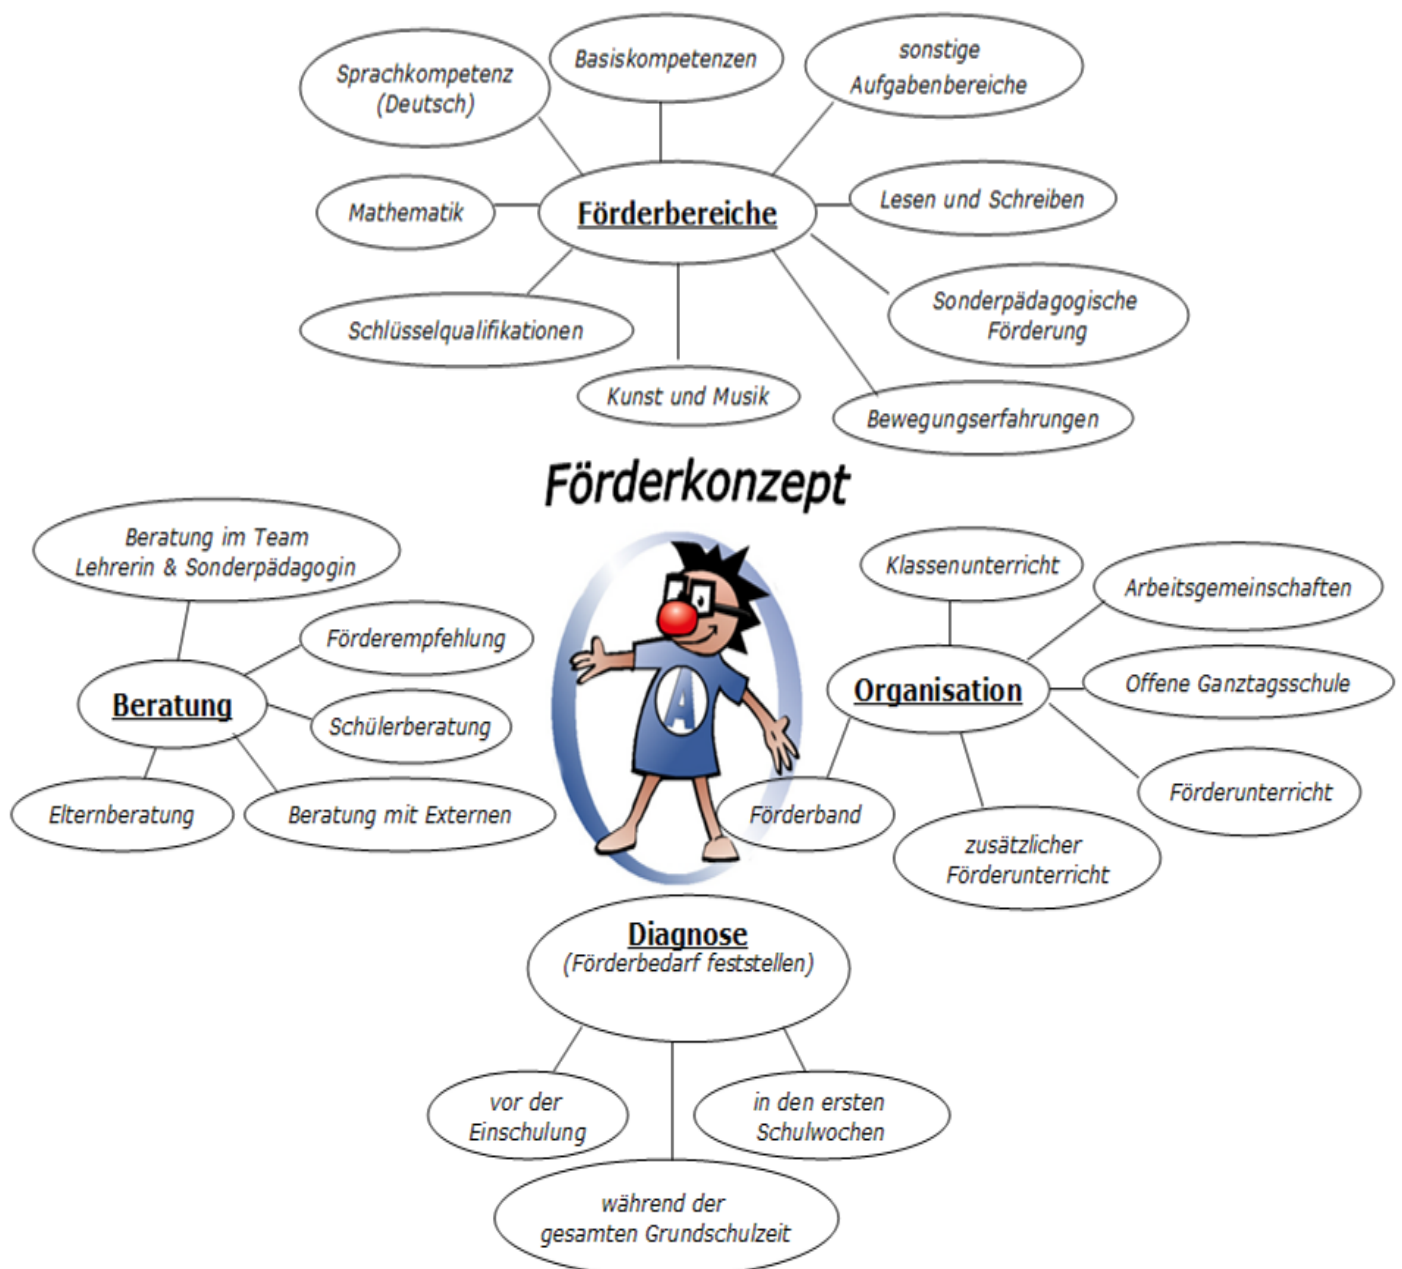 Sprachkompetenz
(Deutsch)
Basiskompetenzen
sonstige
Aufgabenbereiche
Mathematik
Förderbereiche
Lesen und Schreiben
Schlüsselqualifikationen
Sonderpädagogische
Förderung
Kunst und Musik
Bewegungserfahrungen
Förderkonzept
Beratung im Team
Lehrerin & Sonderpädagogin
Förderempfehlung
Beratung
Schülerberatung
Elternberatung
Beratung mit Externen
A
Klassenunterricht
Arbeitsgemeinschaften
Organisation
Offene Ganztagsschule
Förderunterricht
Förderband
zusätzlicher
Förderunterricht
Diagnose
(Förderbedarf feststellen)
vor der
Einschulung
in den ersten
Schulwochen
während der
gesamten Grundschulzeit